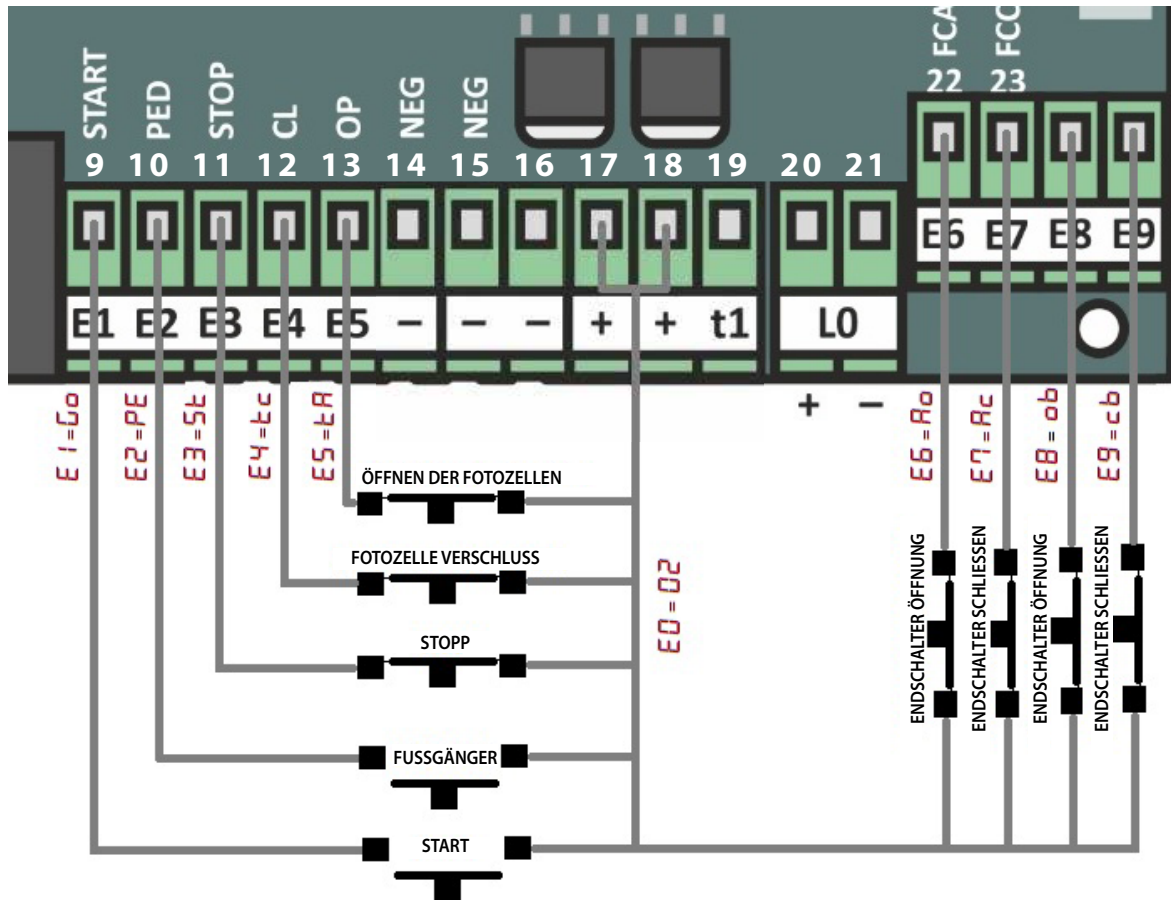 START PED STOP CL OP NEG NEG
9 10 11 12 13 14 15 16 17 18 19 20 21
FCA FCC
22 23
E1 E2 E3 E4 E5 – – – + + t1 L0
E6 E7 E8 E9
+ –
E1=Go
E2=PE
E3=St
E4=tc
E5=tA
E6=Ao
E7=Ac
E8=ob
E9=cb
ÖFFNEN DER FOTOZELLEN
FOTOZELLE VERSCHLUSS
STOPP
FUSSGÄNGER
START
E0=02
ENDSCHALTER ÖFFNUNG
ENDSCHALTER SCHLIESSEN
ENDSCHALTER ÖFFNUNG
ENDSCHALTER SCHLIESSEN